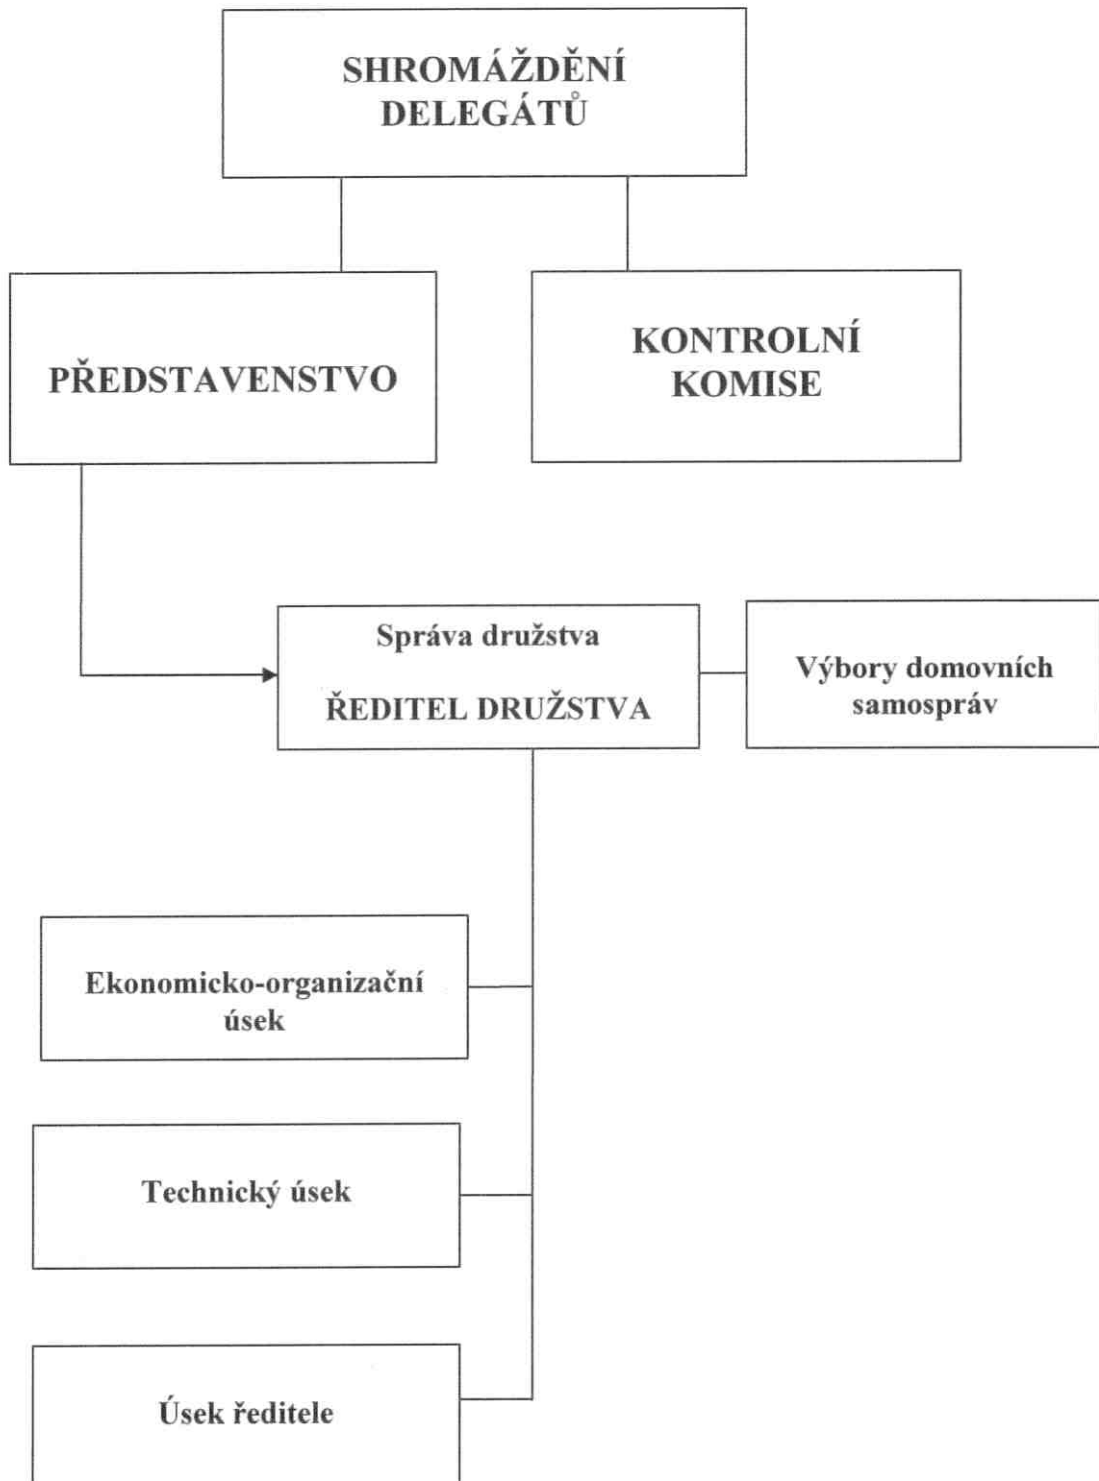 SHROMÁŽDĚNÍ
DELEGÁTŮ
PŘEDSTAVENSTVO
KONTROLNÍ
KOMISE
Správa družstva
ŘEDITEL DRUŽSTVA
Výbory domovních
samospráv
Ekonomicko-organizační
úsek
Technický úsek
Úsek ředitele